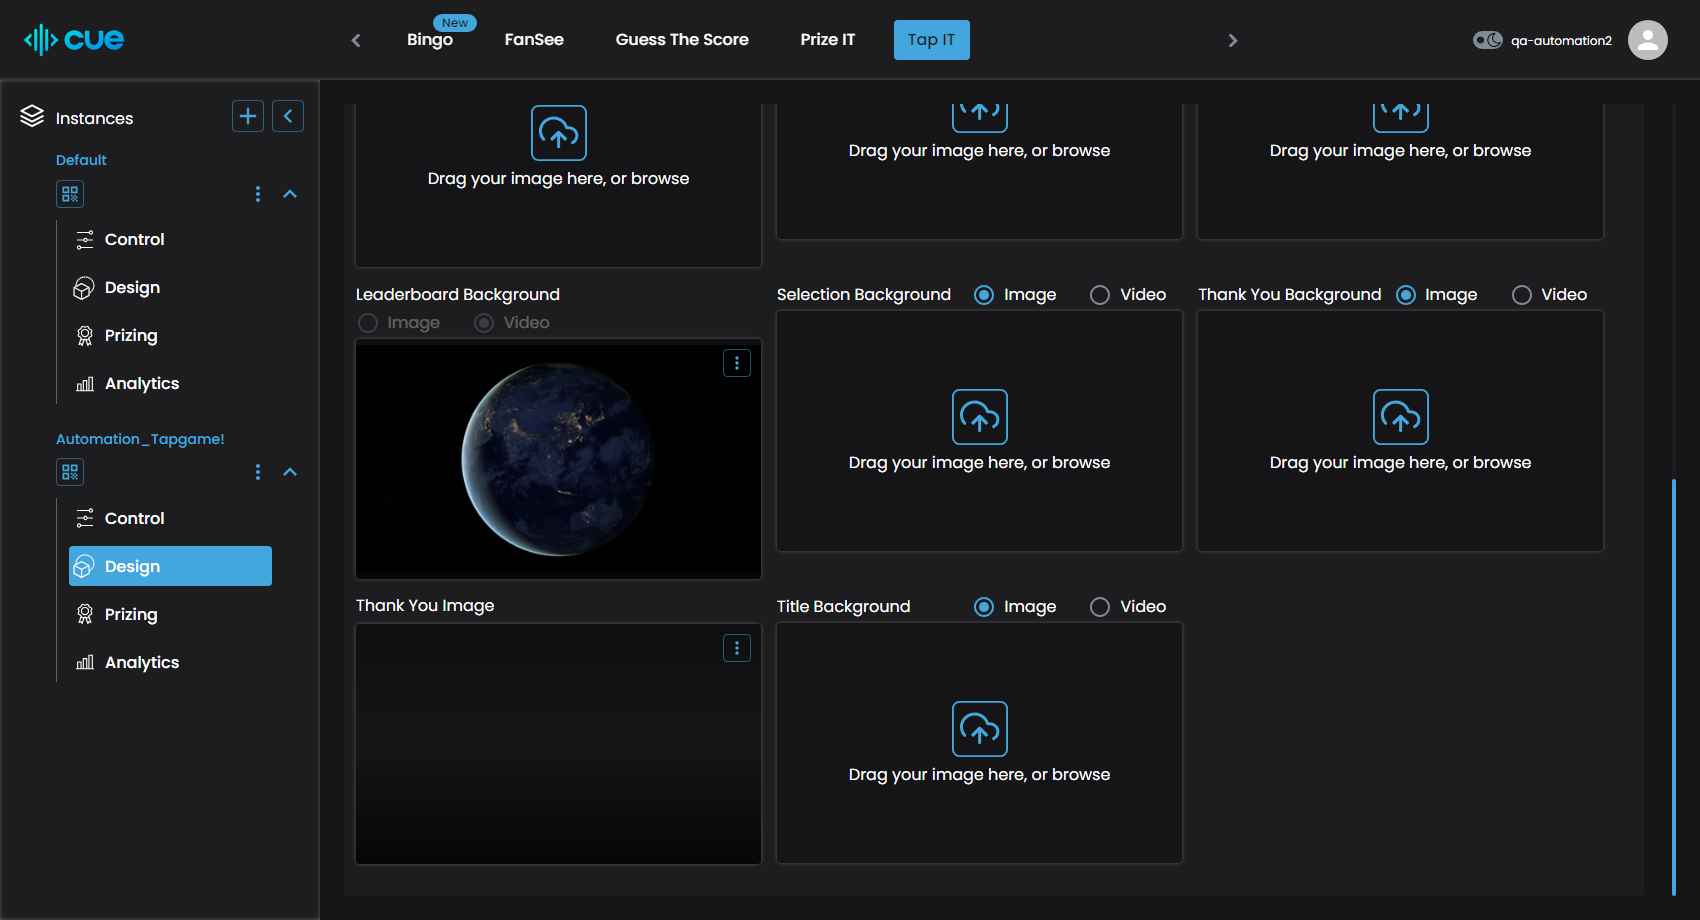 cue
New
Bingo
FanSee
Guess The Score
Prize IT
Tap IT
qa-automation2
Instances
Default
Control
Design
Prizing
Analytics
Automation_Tapgame!
Control
Design
Prizing
Analytics
Drag your image here, or browse
Drag your image here, or browse
Drag your image here, or browse
Leaderboard Background
Image Video
Selection Background Image Video
Drag your image here, or browse
Thank You Background Image Video
Drag your image here, or browse
Thank You Image
Title Background Image Video
Drag your image here, or browse